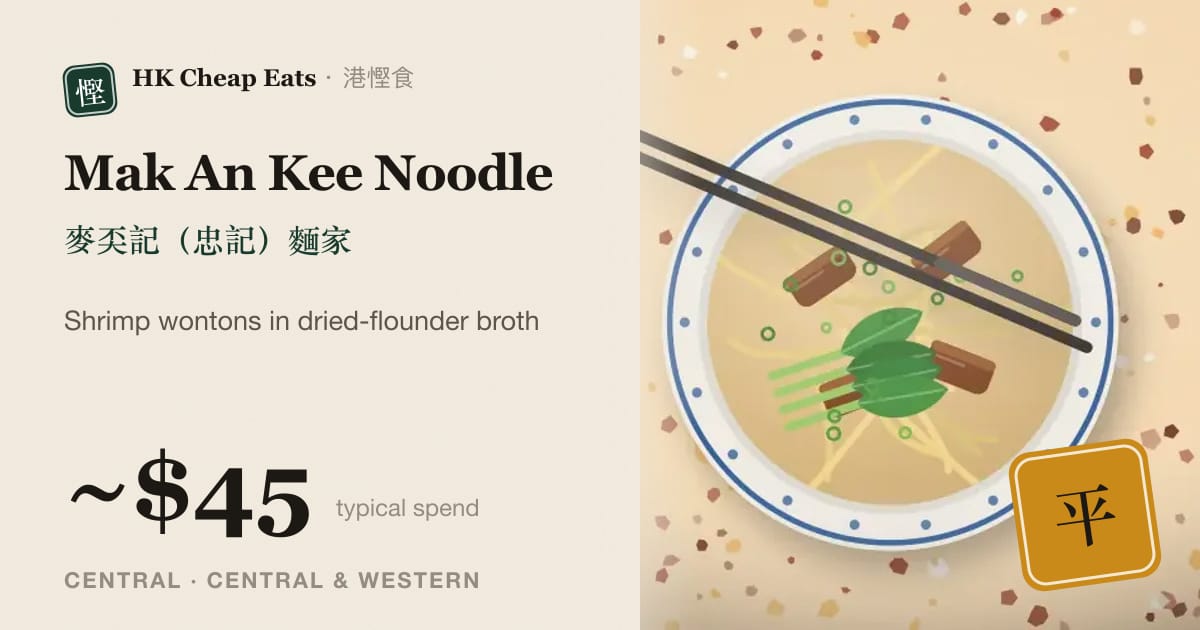 慳
HK Cheap Eats · 港慳食
Mak An Kee Noodle
麥奀記（忠記）麵家
Shrimp wontons in dried-flounder broth
~$45 typical spend
CENTRAL · CENTRAL & WESTERN
平